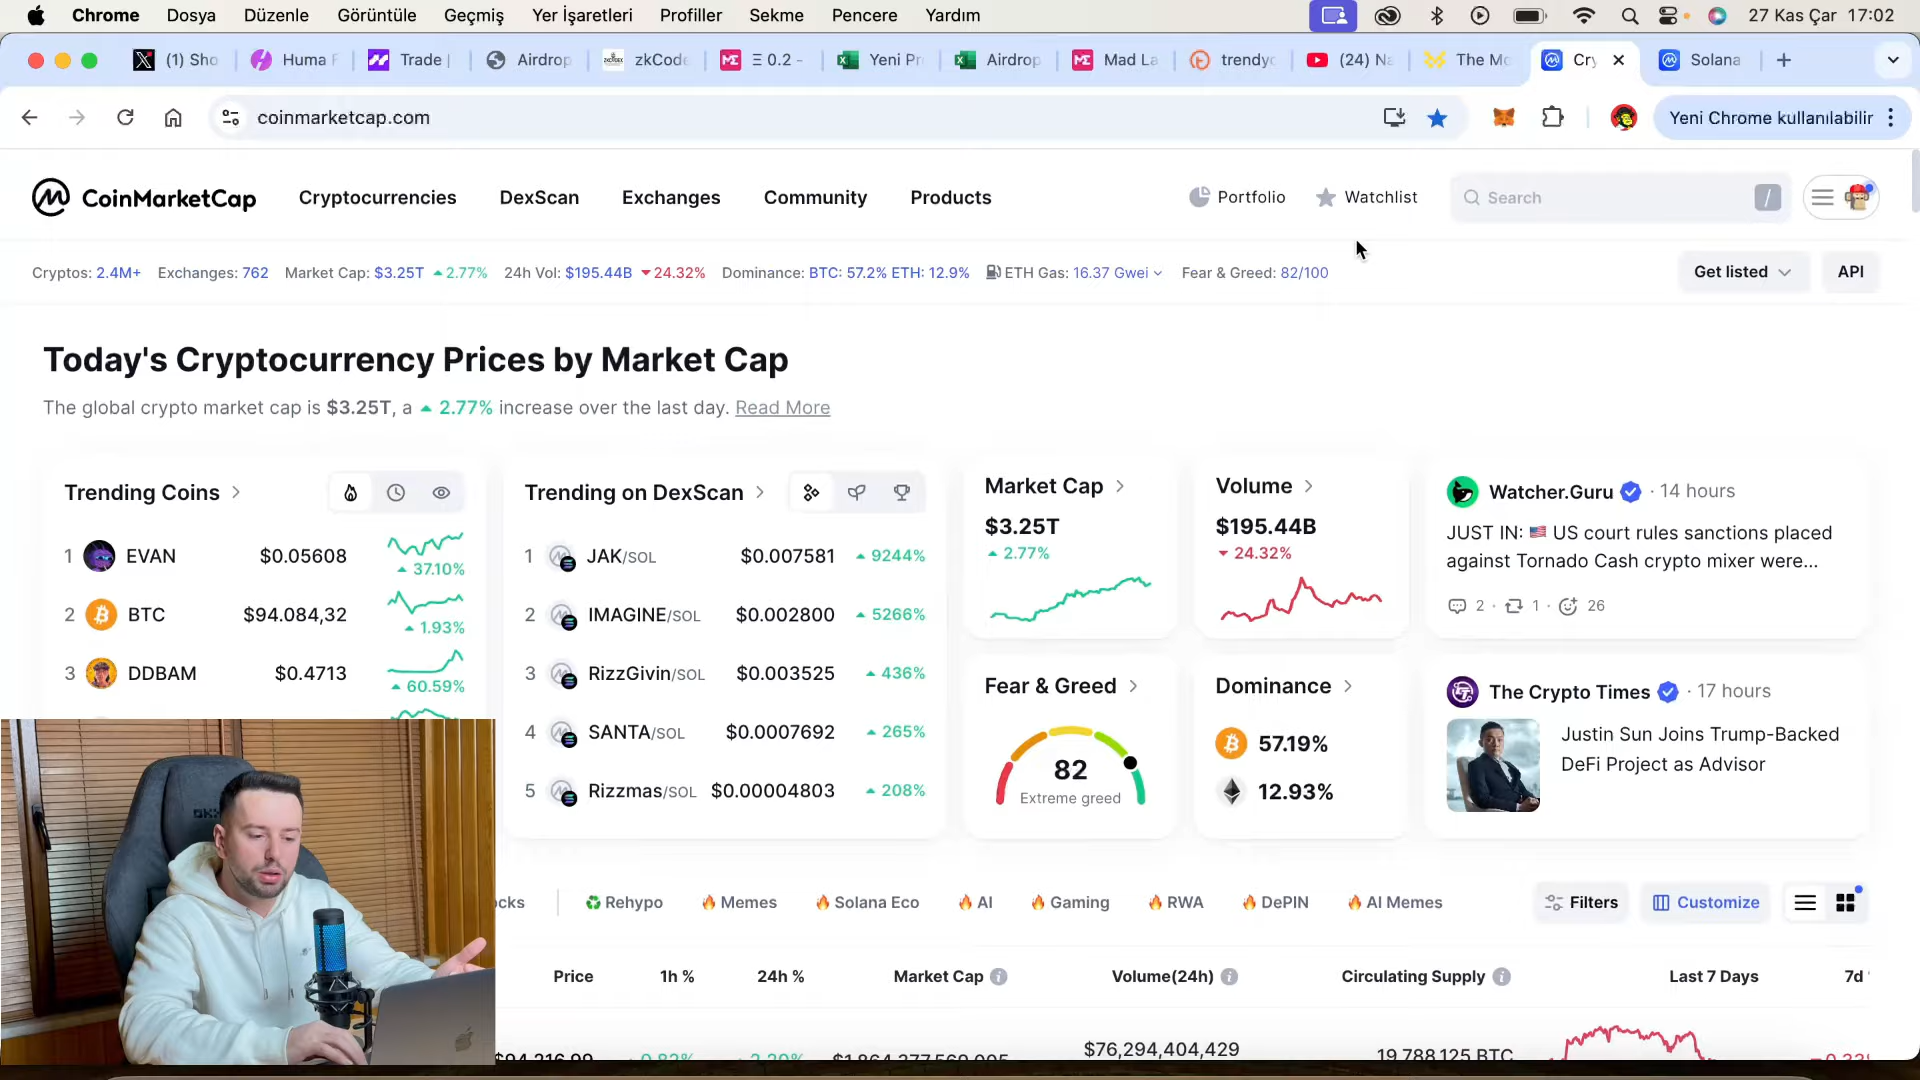 Chrome Dosya Düzenle Görüntüle Geçmiş Yer İşaretleri Profiller Sekme Pencere Yardım 27 Kas Çar 17:02
(1) Sho Huma F Trade | Airdrop zkCode Ξ 0.2 - Yeni Pr Airdrop Mad La trendyo (24) Na The Mo Cry Solana
coinmarketcap.com Yeni Chrome kullanılabilir
CoinMarketCap Cryptocurrencies DexScan Exchanges Community Products Portfolio Watchlist Search /
Cryptos: 2.4M+ Exchanges: 762 Market Cap: $3.25T 2.77% 24h Vol: $195.44B 24.32% Dominance: BTC: 57.2% ETH: 12.9% ETH Gas: 16.37 Gwei Fear & Greed: 82/100 Get listed API
Today's Cryptocurrency Prices by Market Cap
The global crypto market cap is $3.25T, a 2.77% increase over the last day. Read More
Trending Coins
1 EVAN $0.05608 37.10%
2 BTC $94.084,32 1.93%
3 DDBAM $0.4713 60.59%
Trending on DexScan
1 JAK/SOL $0.007581 9244%
2 IMAGINE/SOL $0.002800 5266%
3 RizzGivin/SOL $0.003525 436%
4 SANTA/SOL $0.0007692 265%
5 Rizzmas/SOL $0.00004803 208%
Market Cap
$3.25T
2.77%
Volume
$195.44B
24.32%
Fear & Greed
82
Extreme greed
Dominance
57.19%
12.93%
Watcher.Guru · 14 hours
JUST IN: US court rules sanctions placed
against Tornado Cash crypto mixer were...
2 · 1 · 26
The Crypto Times · 17 hours
Justin Sun Joins Trump-Backed
DeFi Project as Advisor
cks Rehypo Memes Solana Eco AI Gaming RWA DePIN AI Memes Filters Customize
Price 1h % 24h % Market Cap Volume(24h) Circulating Supply Last 7 Days 7d
$76,294,404,429
19,788,125 BTC